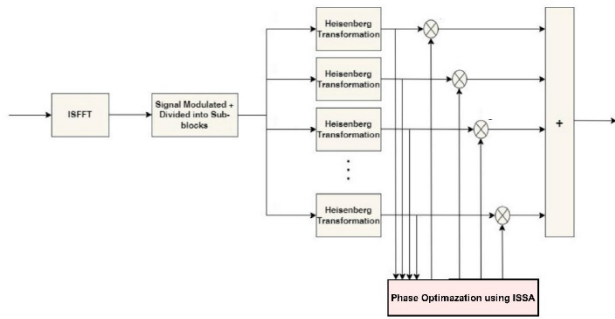 Heisenberg
Transformation
Heisenberg
Transformation
ISFFT
Signal Modulated +
Divided into Sub-
blocks
Heisenberg
Transformation
+
Heisenberg
Transformation
Phase Optimazation using ISSA